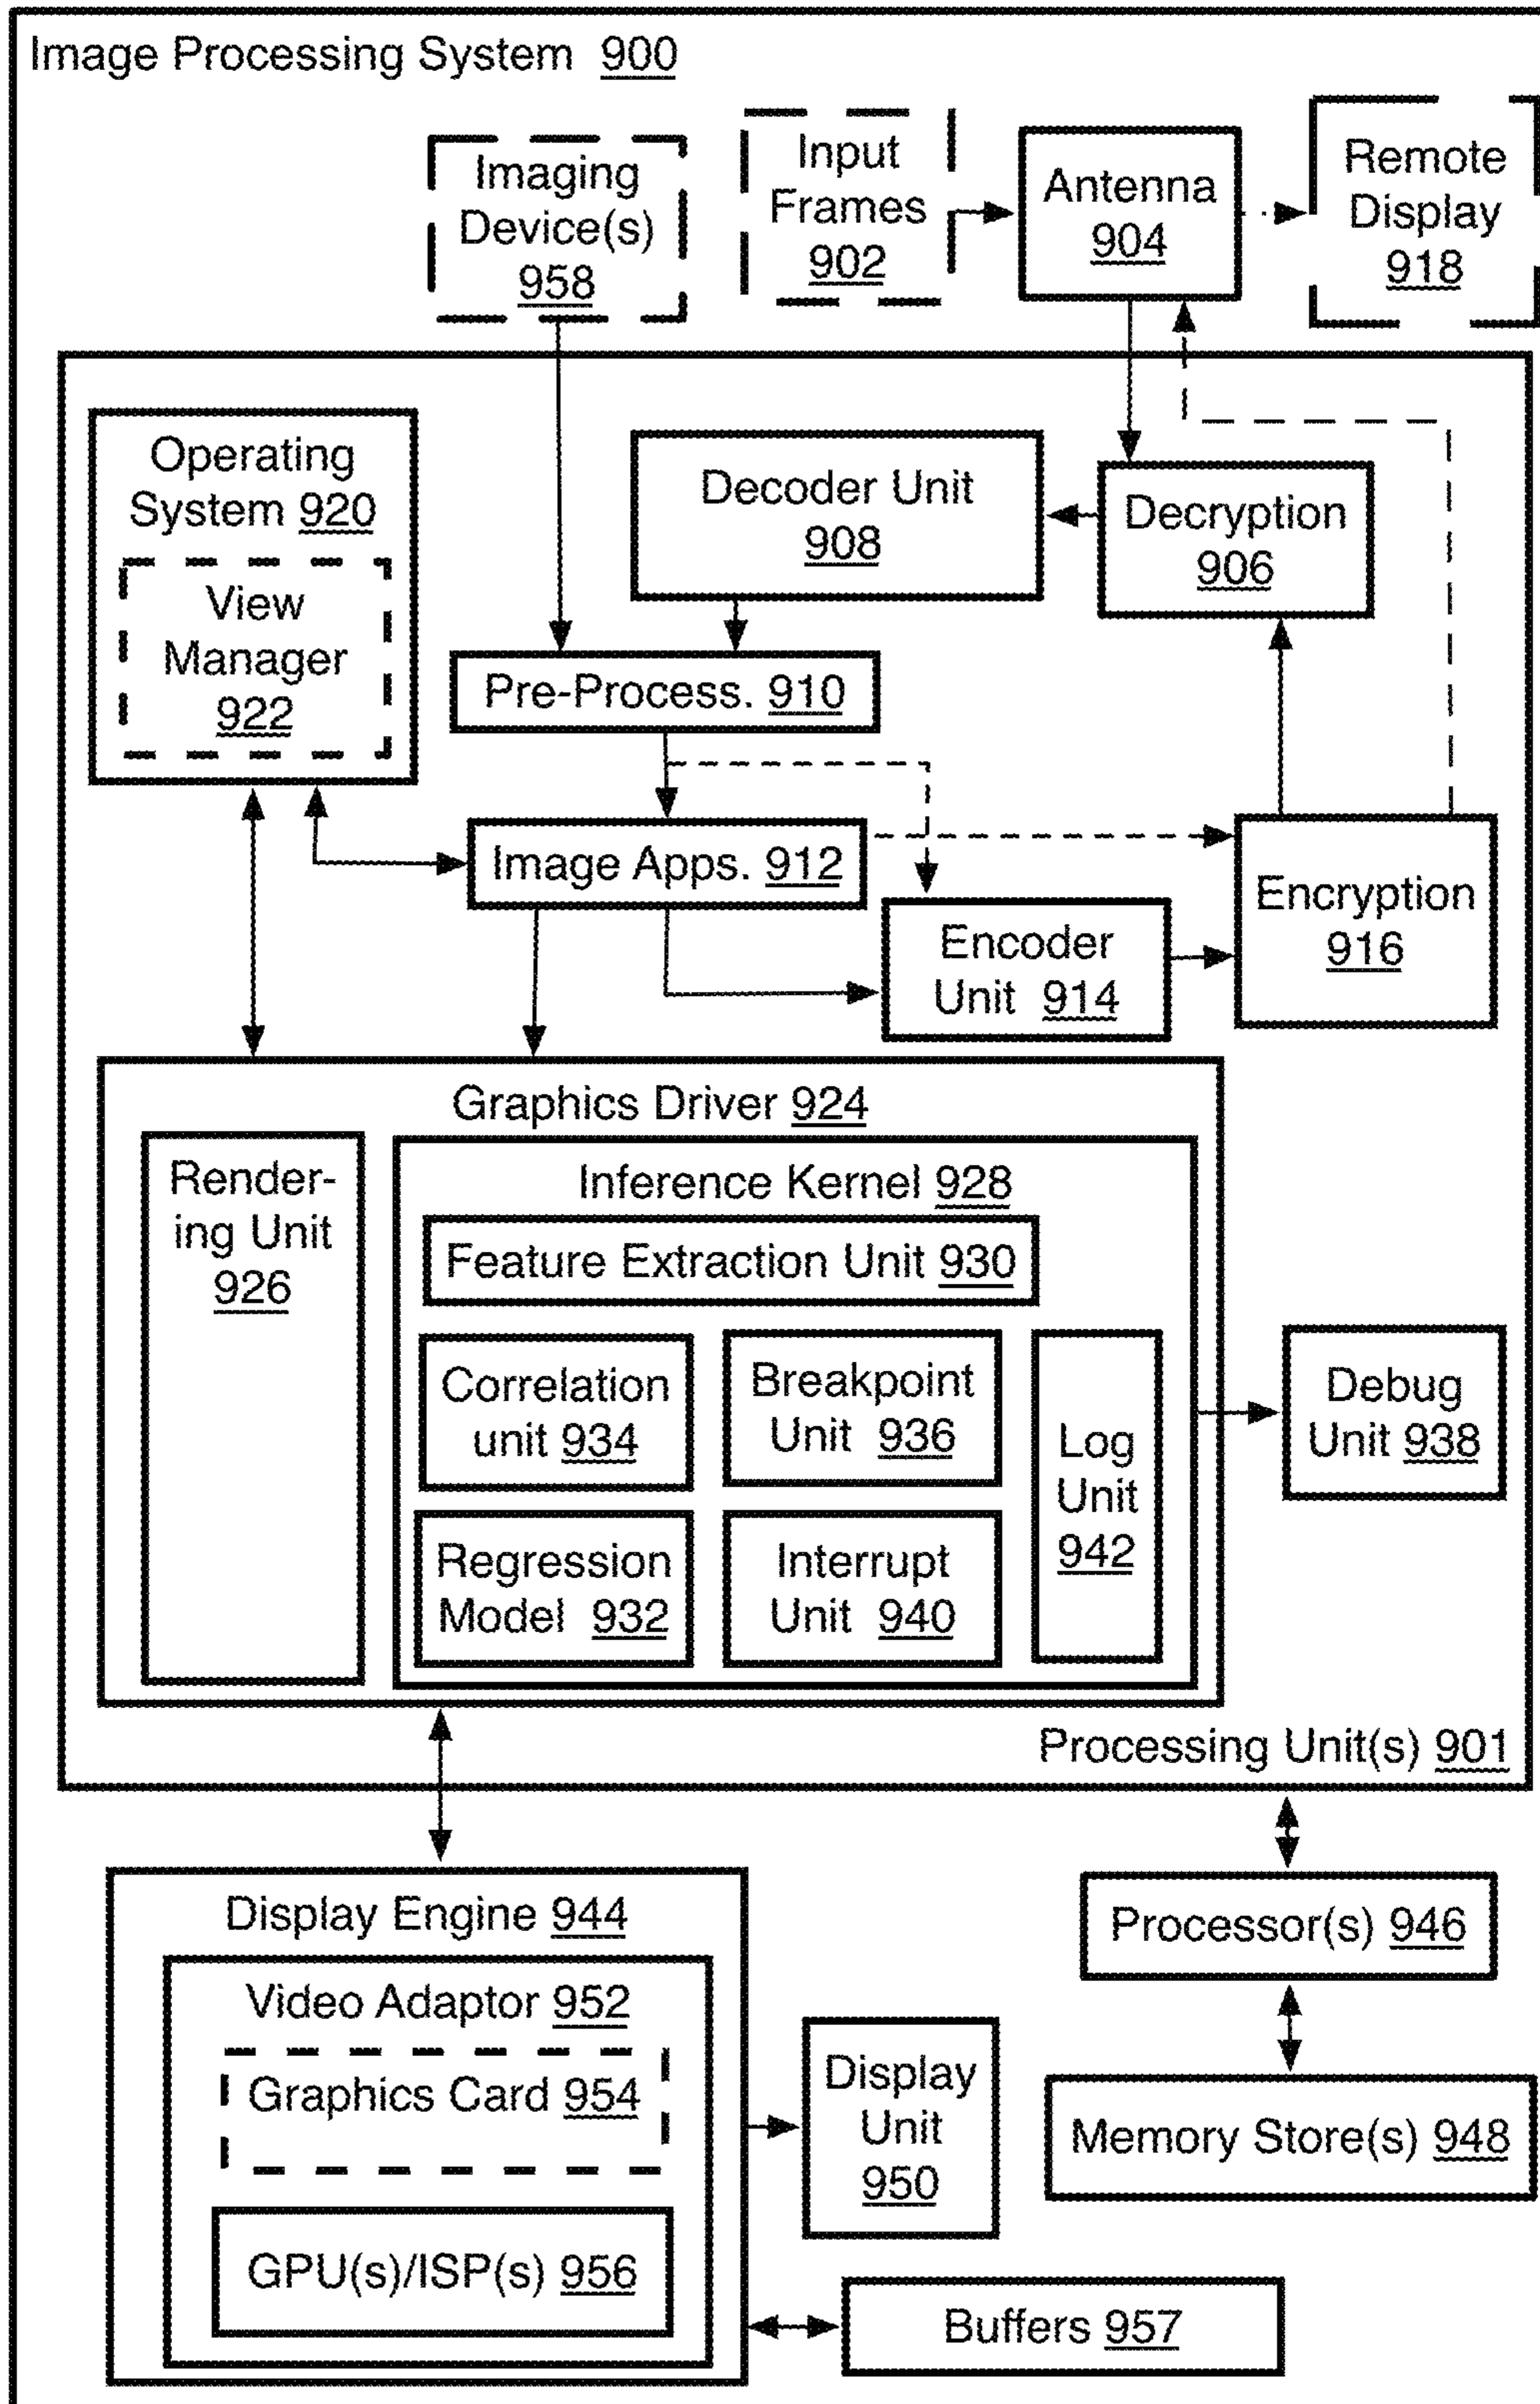 Image Processing System 900
Imaging
Device(s)
958
Input
Frames
902
Antenna
904
Remote
Display
918
Operating
System 920
View
Manager
922
Decoder Unit
908
Decryption
906
Pre-Process. 910
Image Apps. 912
Encoder
Unit 914
Encryption
916
Graphics Driver 924
Render-
ing Unit
926
Inference Kernel 928
Feature Extraction Unit 930
Correlation
unit 934
Breakpoint
Unit 936
Log
Unit
942
Debug
Unit 938
Regression
Model 932
Interrupt
Unit 940
Processing Unit(s) 901
Display Engine 944
Video Adaptor 952
Graphics Card 954
GPU(s)/ISP(s) 956
Display
Unit
950
Processor(s) 946
Memory Store(s) 948
Buffers 957